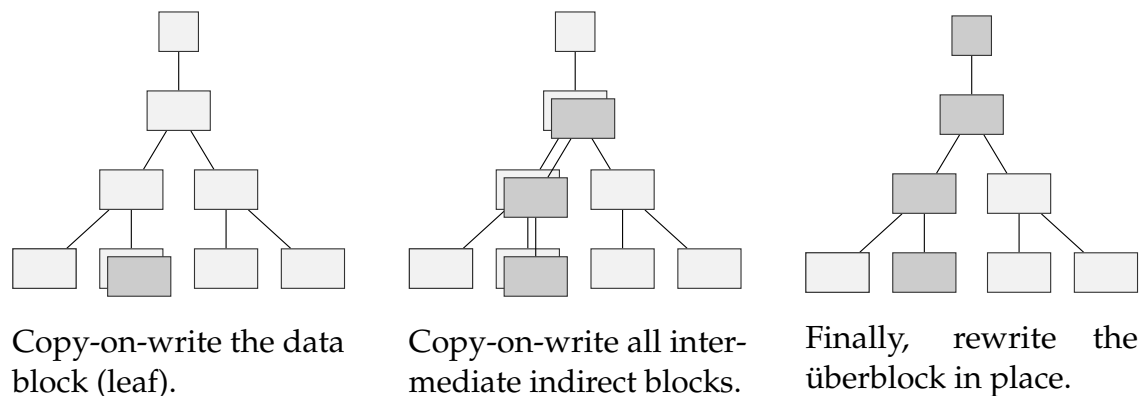 Copy-on-write the data
block (leaf).
Copy-on-write all inter-
mediate indirect blocks.
Finally, rewrite the
überblock in place.